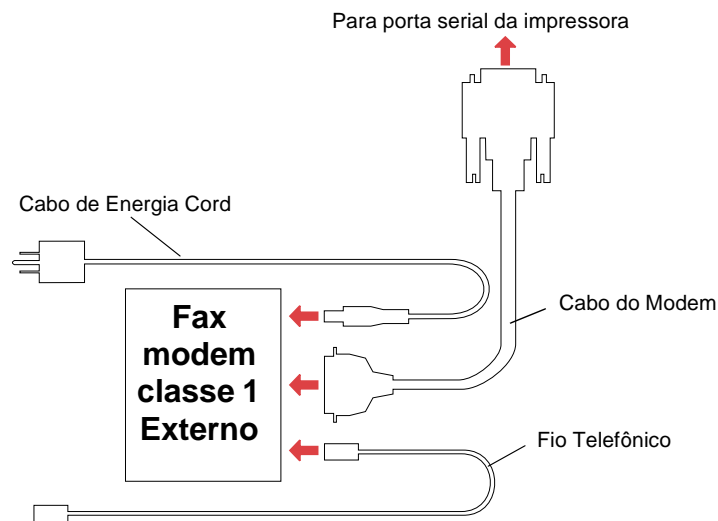 Para porta serial da impressora
Cabo de Energia Cord
Cabo do Modem
Fax
modem
classe 1
Externo
Fio Telefônico